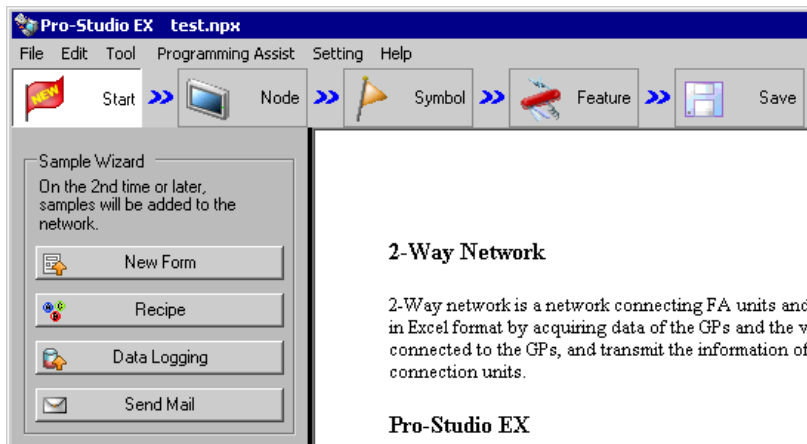 Pro-Studio EX test.npx
File Edit Tool Programming Assist Setting Help
NEW Start Node Symbol Feature Save
Sample Wizard
On the 2nd time or later,
samples will be added to the
network.
New Form
Recipe
Data Logging
Send Mail
2-Way Network
2-Way network is a network connecting FA units and
in Excel format by acquiring data of the GPs and the
connected to the GPs, and transmit the information of
connection units.
Pro-Studio EX